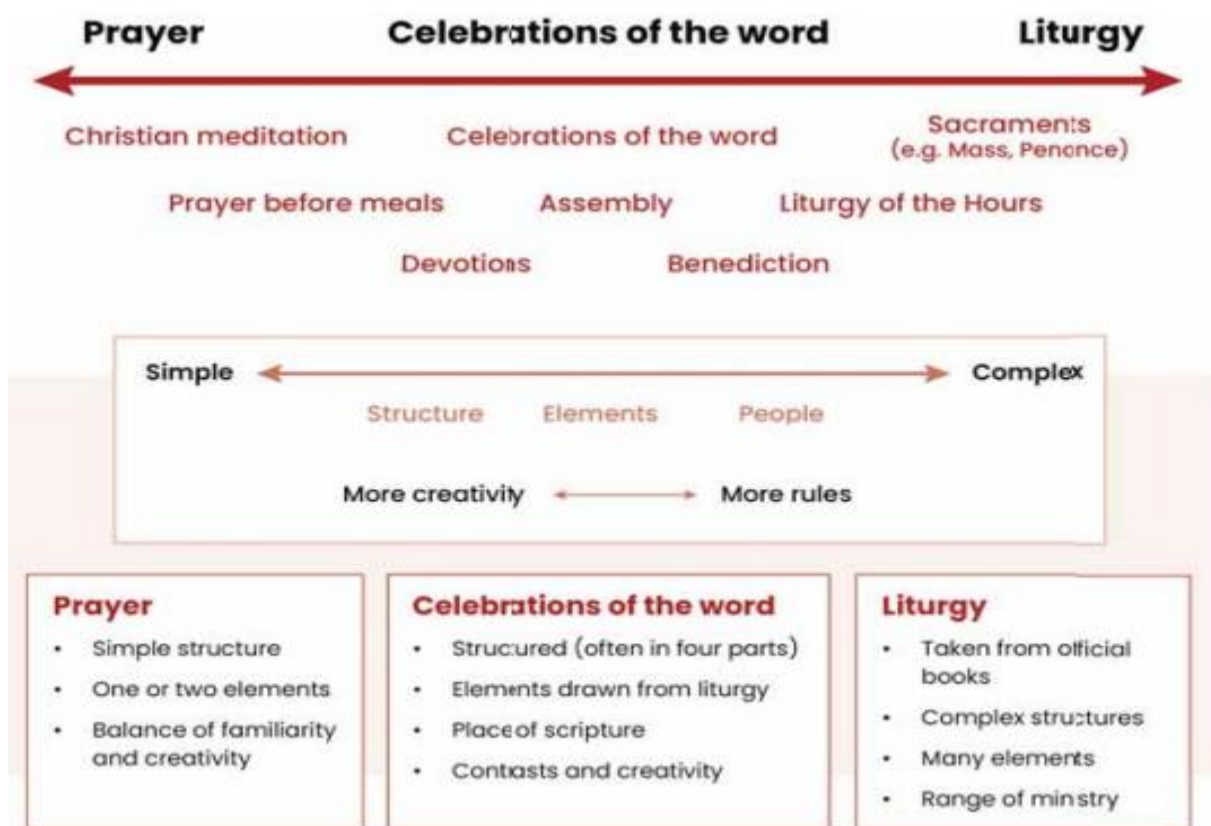 Prayer Celebrations of the word Liturgy
Christian meditation Celebrations of the word Sacraments
(e.g. Mass, Penonce)
Prayer before meals Assembly Liturgy of the Hours
Devotions Benediction
Simple Complex
Structure Elements People
More creativity More rules
Prayer
• Simple structure
• One or two elements
• Balance of familiarity
and creativity
Celebrations of the word
• Structured (often in four parts)
• Elements drawn from liturgy
• Place of scripture
• Contrasts and creativity
Liturgy
• Taken from official
books
• Complex structures
• Many elements
• Range of ministry